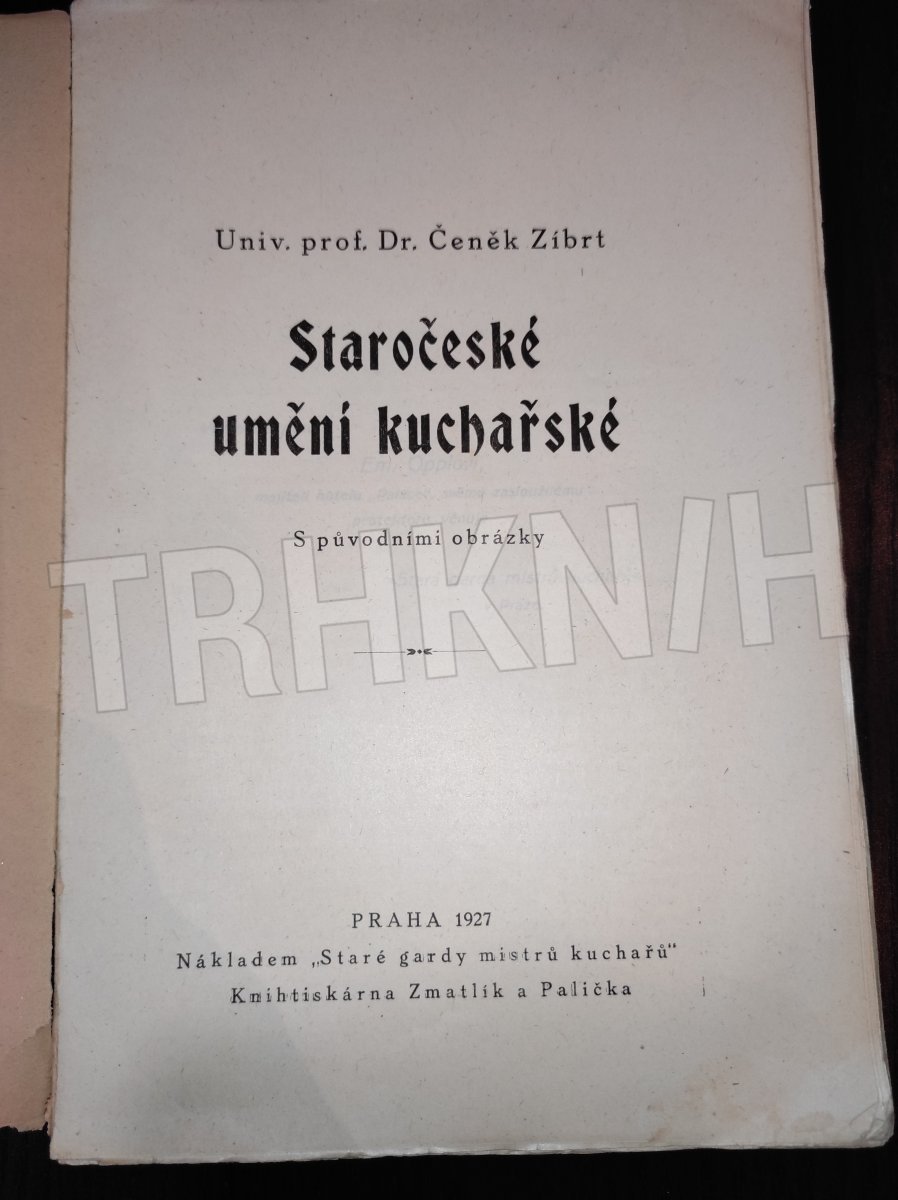 Univ. prof. Dr. Čeněk Zíbrt
Staročeské
umění kuchařské
S původními obrázky
TRHKN/H
PRAHA 1927
Nákladem „Staré gardy mistrů kuchařů"
Knihtiskárna Zmatlík a Palička